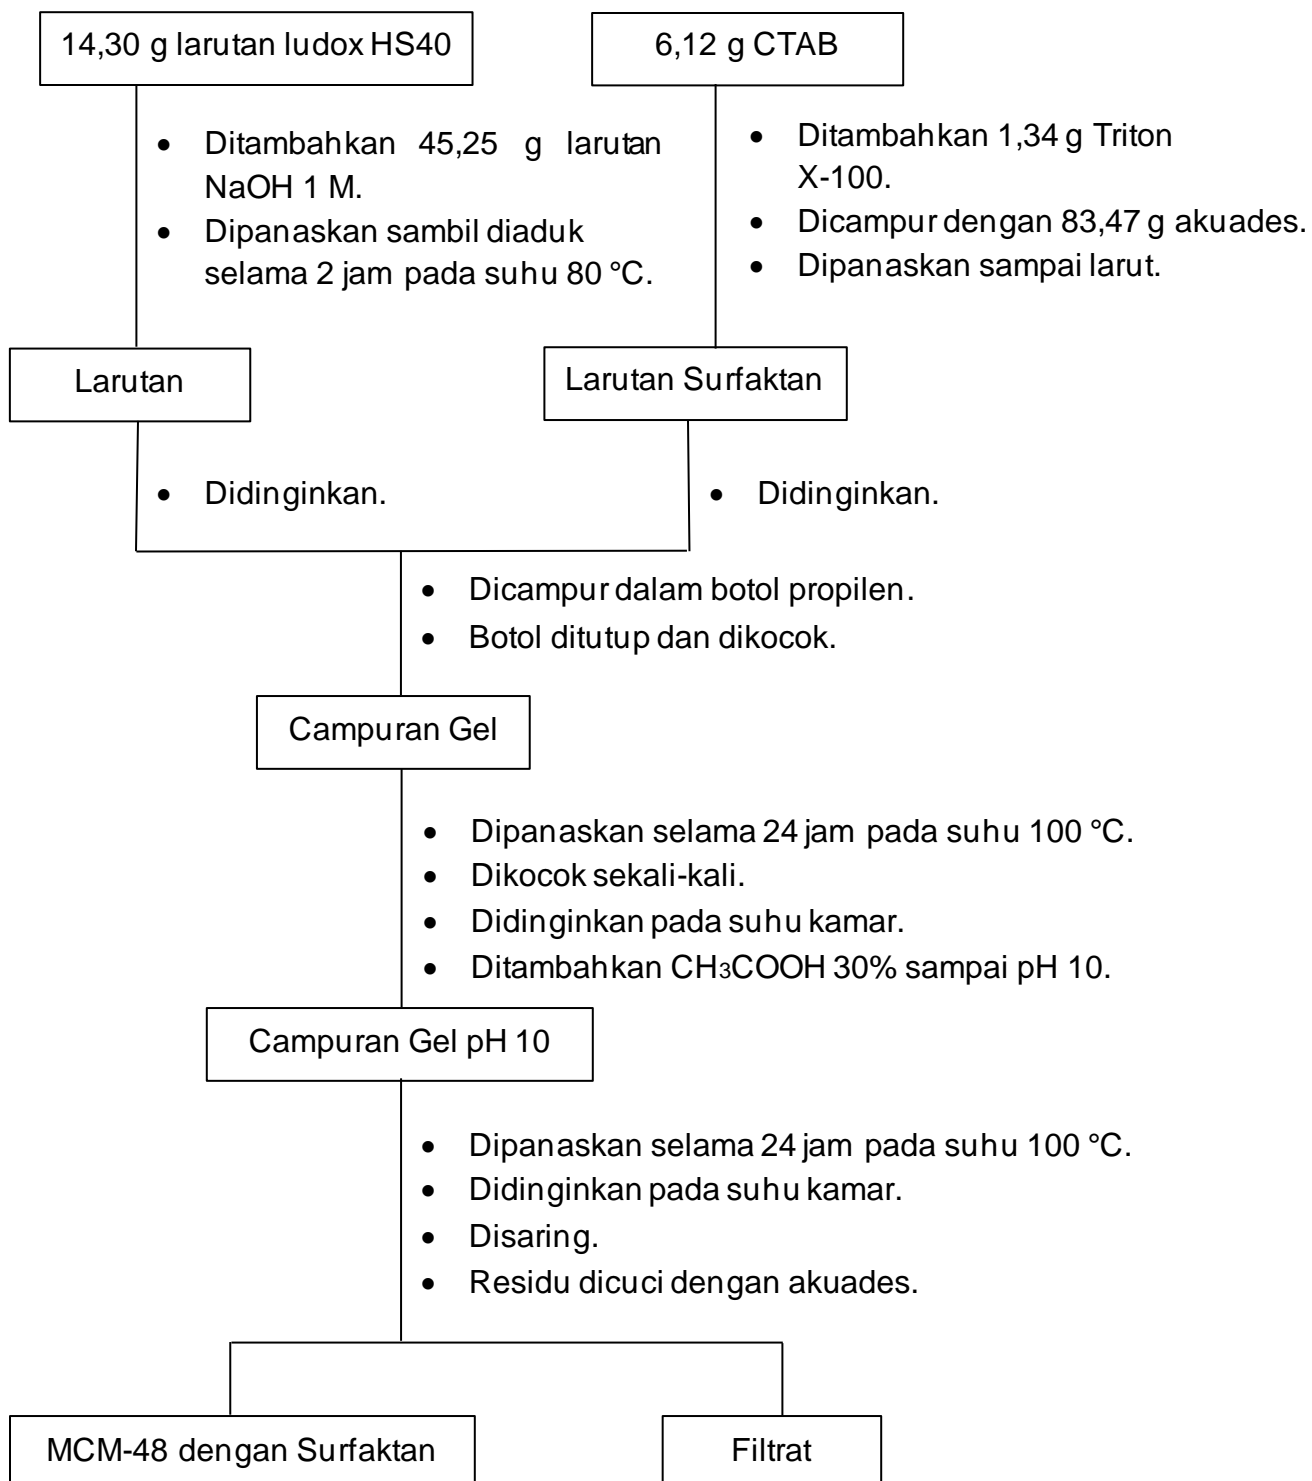 14,30 g larutan ludox HS40
6,12 g CTAB
• Ditambahkan 45,25 g larutan
NaOH 1 M.
• Dipanaskan sambil diaduk
selama 2 jam pada suhu 80 °C.
• Ditambahkan 1,34 g Triton
X-100.
• Dicampur dengan 83,47 g akuades.
• Dipanaskan sampai larut.
Larutan
Larutan Surfaktan
• Didinginkan.
• Didinginkan.
• Dicampur dalam botol propilen.
• Botol ditutup dan dikocok.
Campuran Gel
• Dipanaskan selama 24 jam pada suhu 100 °C.
• Dikocok sekali-kali.
• Didinginkan pada suhu kamar.
• Ditambahkan CH₃COOH 30% sampai pH 10.
Campuran Gel pH 10
• Dipanaskan selama 24 jam pada suhu 100 °C.
• Didinginkan pada suhu kamar.
• Disaring.
• Residu dicuci dengan akuades.
MCM-48 dengan Surfaktan
Filtrat